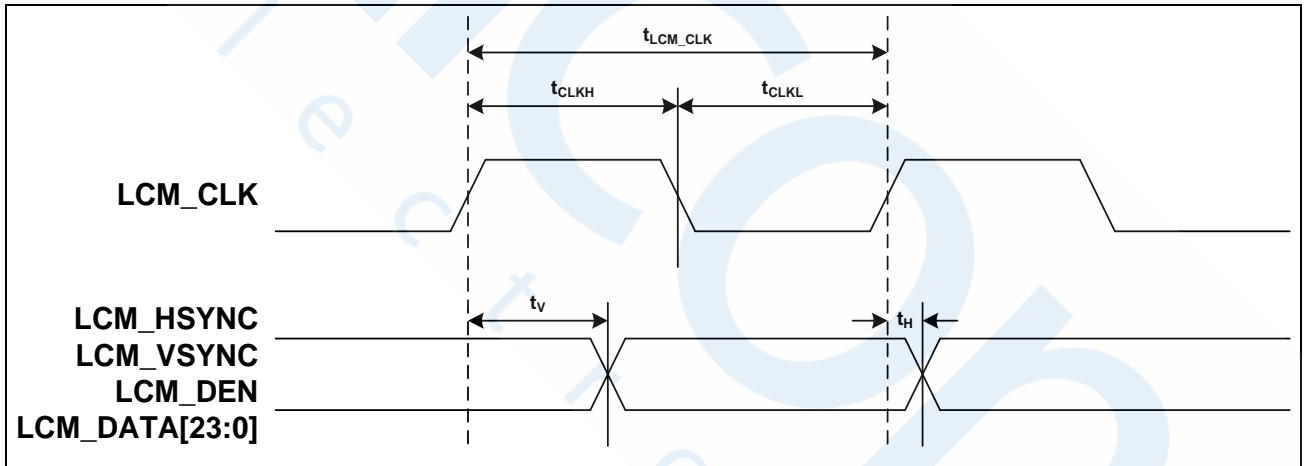 tLCM_CLK
tCLKH
tCLKL
LCM_CLK
tV
tH
LCM_HSYNC
LCM_VSYNC
LCM_DEN
LCM_DATA[23:0]